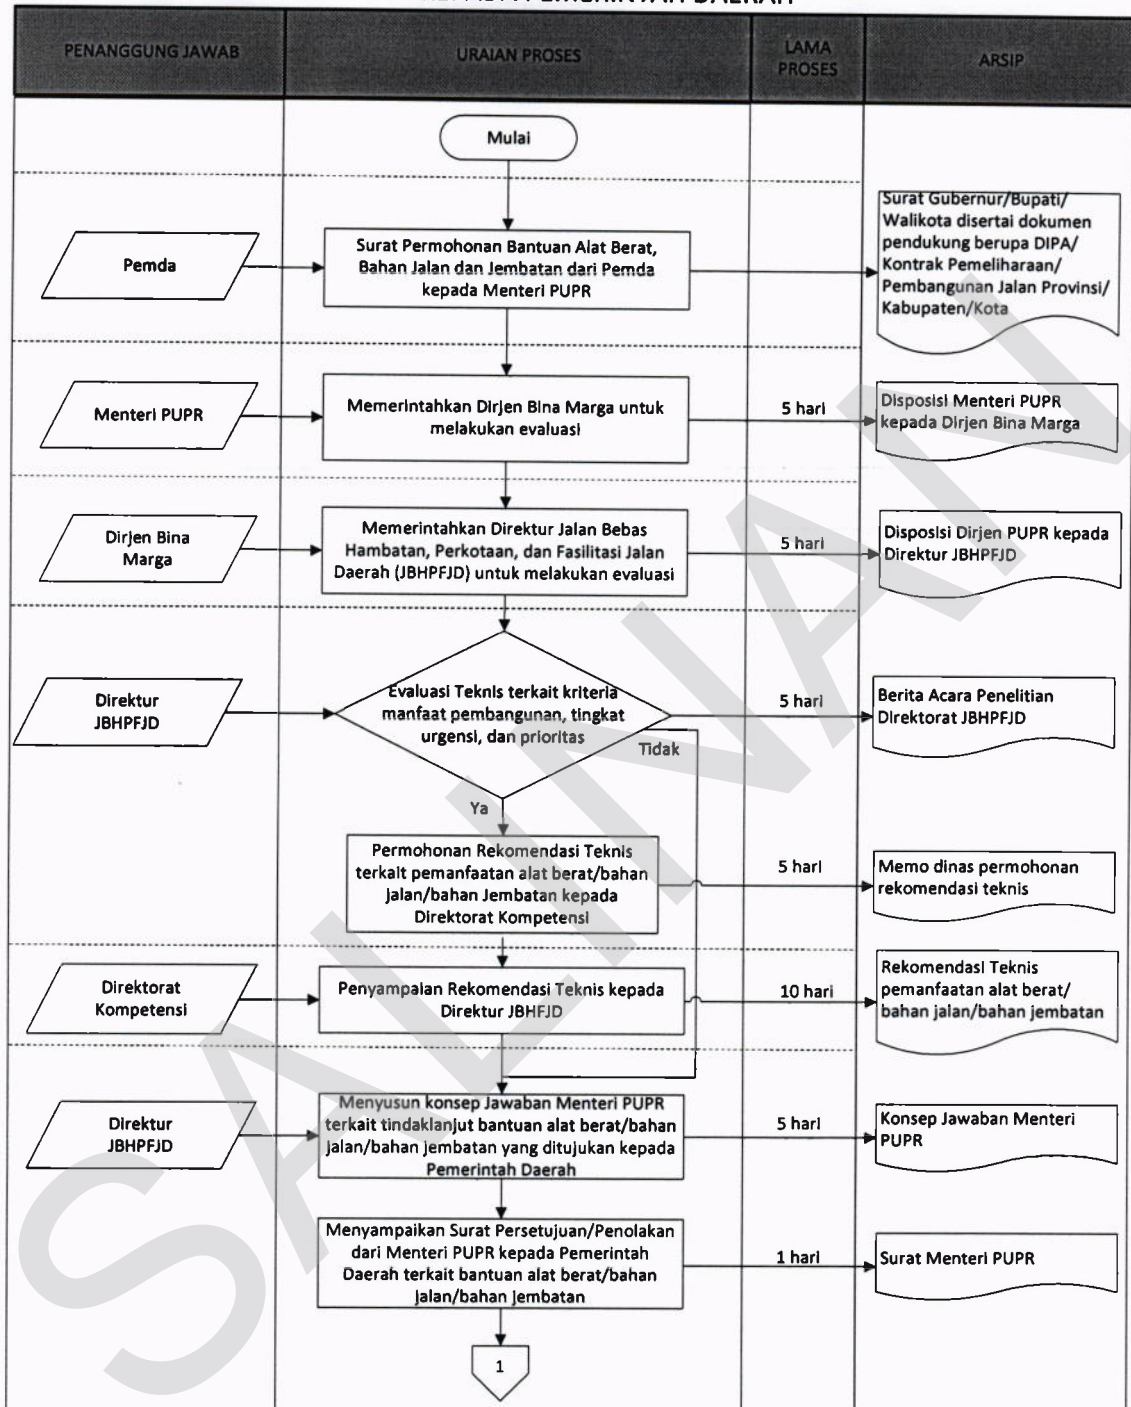 KEPADA PEMERINTAH DAERAH
PENANGGUNG JAWAB
URAIAN PROSES
LAMA
PROSES
ARSIP
Mulai
Pemda
Surat Permohonan Bantuan Alat Berat,
Bahan Jalan dan Jembatan dari Pemda
kepada Menteri PUPR
Surat Gubernur/Bupati/
Walikota disertai dokumen
pendukung berupa DIPA/
Kontrak Pemeliharaan/
Pembangunan Jalan Provinsi/
Kabupaten/Kota
Menteri PUPR
Memerintahkan Dirjen Bina Marga untuk
melakukan evaluasi
5 hari
Disposisi Menteri PUPR
kepada Dirjen Bina Marga
Dirjen Bina
Marga
Memerintahkan Direktur Jalan Bebas
Hambatan, Perkotaan, dan Fasilitasi Jalan
Daerah (JBHPFJD) untuk melakukan evaluasi
5 hari
Disposisi Dirjen PUPR kepada
Direktur JBHPFJD
Direktur
JBHPFJD
Evaluasi Teknis terkait kriteria
manfaat pembangunan, tingkat
urgensi, dan prioritas
5 hari
Berita Acara Penelitian
Direktorat JBHPFJD
Tidak
Ya
Permohonan Rekomendasi Teknis
terkait pemanfaatan alat berat/bahan
jalan/bahan Jembatan kepada
Direktorat Kompetensi
5 hari
Memo dinas permohonan
rekomendasi teknis
Direktorat
Kompetensi
Penyampaian Rekomendasi Teknis kepada
Direktur JBHFJD
10 hari
Rekomendasi Teknis
pemanfaatan alat berat/
bahan jalan/bahan jembatan
Direktur
JBHPFJD
Menyusun konsep Jawaban Menteri PUPR
terkait tindaklanjut bantuan alat berat/bahan
jalan/bahan jembatan yang ditujukan kepada
Pemerintah Daerah
5 hari
Konsep Jawaban Menteri
PUPR
Menyampaikan Surat Persetujuan/Penolakan
dari Menteri PUPR kepada Pemerintah
Daerah terkait bantuan alat berat/bahan
jalan/bahan jembatan
1 hari
Surat Menteri PUPR
1
SALINAN